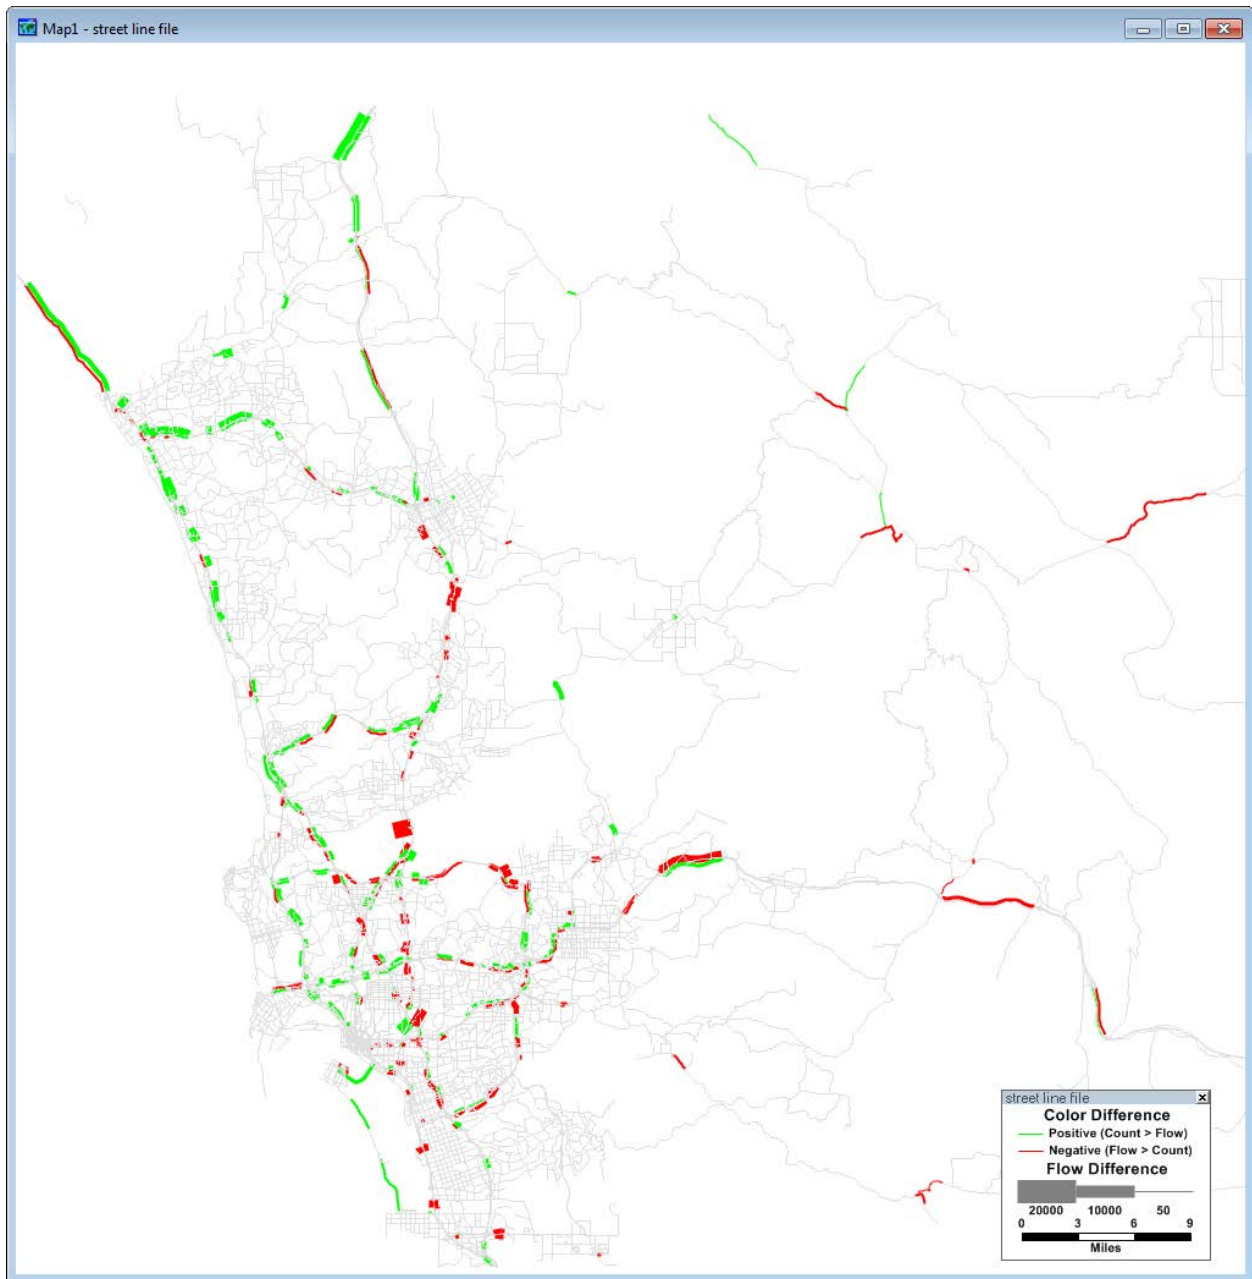 Map1 - street line file
street line file
Color Difference
Positive (Count > Flow)
Negative (Flow > Count)
Flow Difference
20000 10000 50
0 3 6 9
Miles